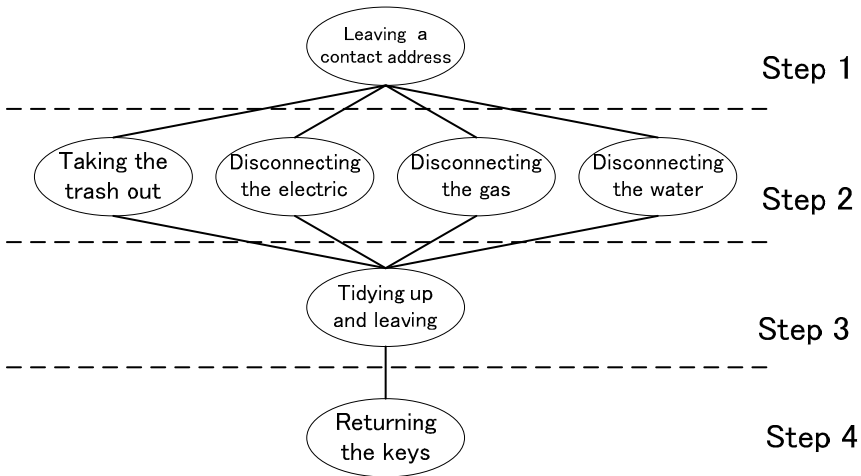 Leaving a
contact address
Step 1
Taking the
trash out
Disconnecting
the electric
Disconnecting
the gas
Disconnecting
the water
Step 2
Tidying up
and leaving
Step 3
Returning
the keys
Step 4